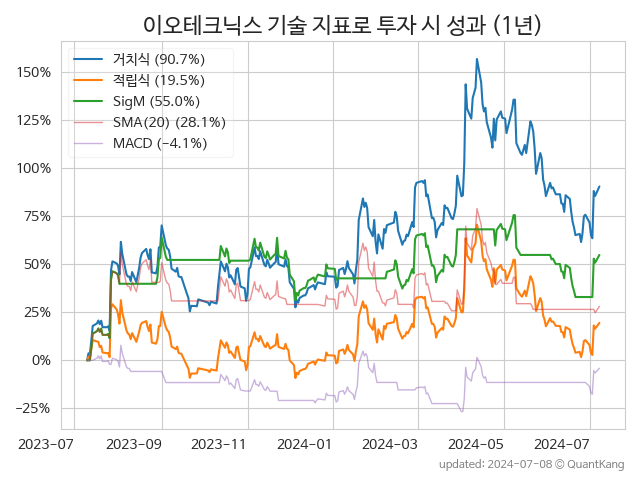 이오테크닉스 기술 지표로 투자 시 성과 (1년)
거치식 (90.7%)
적립식 (19.5%)
SigM (55.0%)
SMA(20) (28.1%)
MACD (−4.1%)
150%
125%
100%
75%
50%
25%
0%
−25%
2023-07 2023-09 2023-11 2024-01 2024-03 2024-05 2024-07
updated: 2024-07-08 ⓒ QuantKang